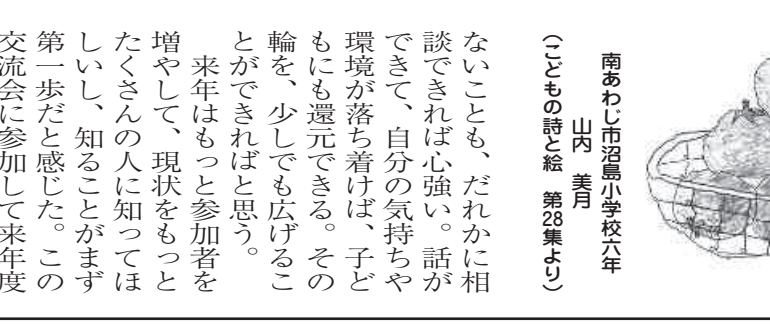 南あわじ市沼島小学校六年
山内　美月
（こどもの詩と絵　第28集より）
ないことも、だれかに相
談できれば心強い。話が
できて、自分の気持ちや
環境が落ち着けば、子ど
もにも還元できる。その
輪を、少しでも広げるこ
とができればと思う。
　来年はもっと参加者を
増やして、現状をもっと
たくさんの人に知ってほ
しいし、知ることがまず
第一歩だと感じた。この
交流会に参加して来年度